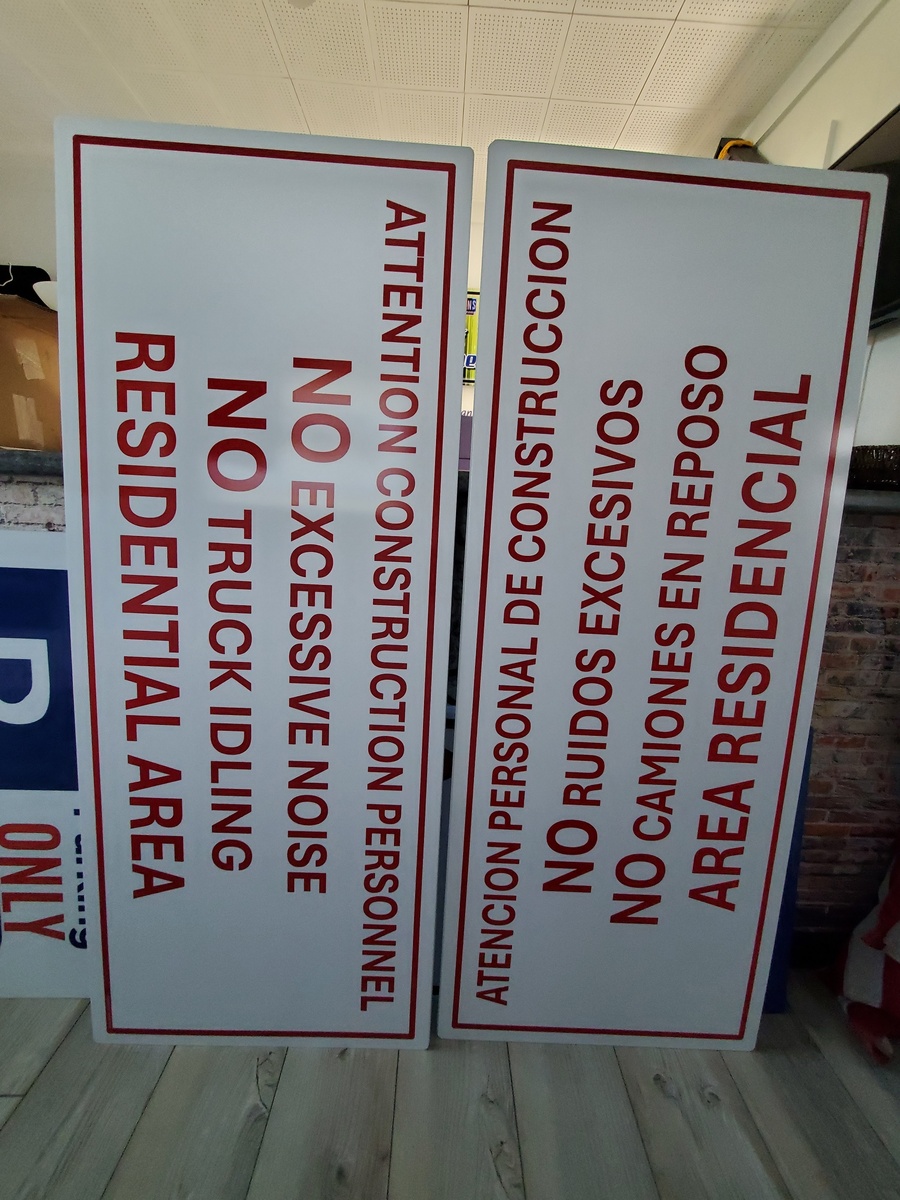 ATTENTION CONSTRUCTION PERSONNEL
NO EXCESSIVE NOISE
NO TRUCK IDLING
RESIDENTIAL AREA
ATENCION PERSONAL DE CONSTRUCCION
NO RUIDOS EXCESIVOS
NO CAMIONES EN REPOSO
AREA RESIDENCIAL
ONLY